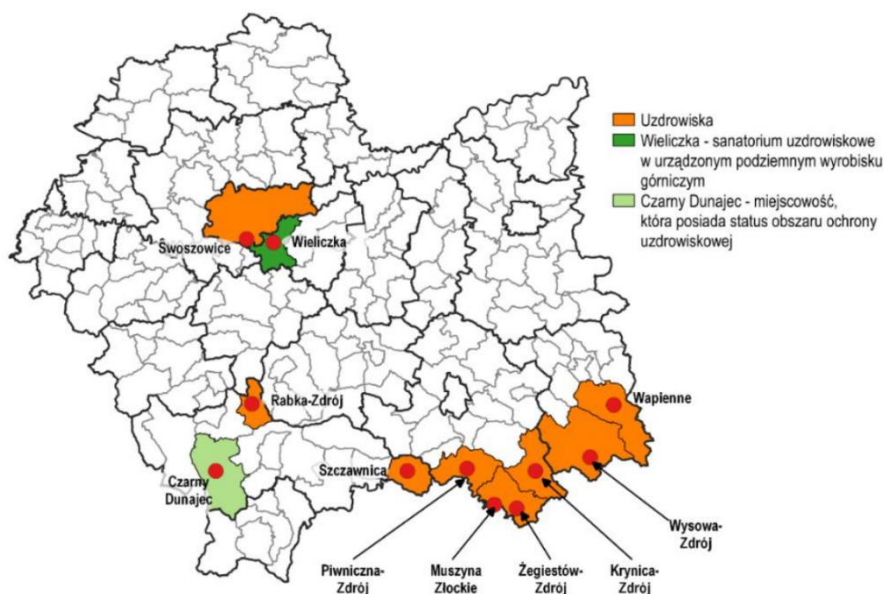 Uzdrowiska
Wieliczka - sanatorium uzdrowiskowe
w urządzonym podziemnym wyrobisku
górniczym
Czarny Dunajec - miejscowość,
która posiada status obszaru ochrony
uzdrowiskowej
Swoszowice
Wieliczka
Rabka-Zdrój
Wapienne
Czarny
Dunajec
Szczawnica
Wysowa-
Zdrój
Piwniczna-
Zdrój
Muszyna
Złockie
Żegiestów-
Zdrój
Krynica-
Zdrój